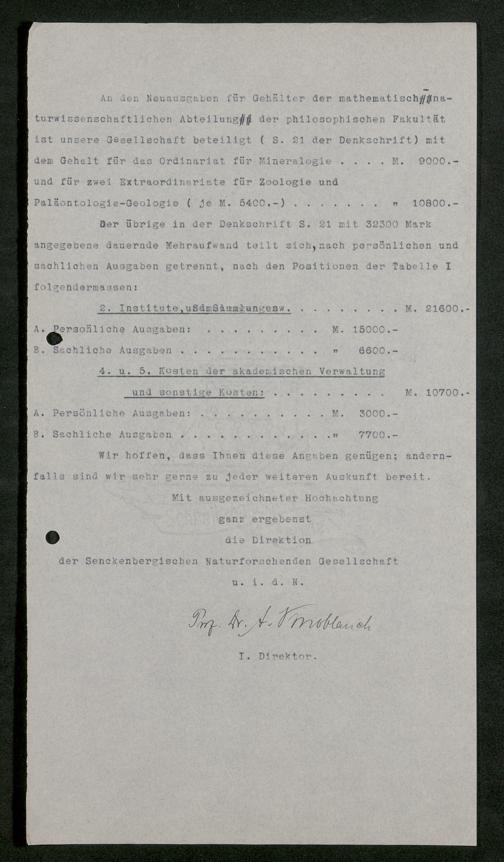 An den Neuausgaben für Gehälter der mathematisch-na-
turwissenschaftlichen Abteilung der philosophischen Fakultät
ist unsere Gesellschaft beteiligt ( S. 21 der Denkschrift) mit
dem Gehalt für das Ordinariat für Mineralogie . . . . M. 9000.-
und für zwei Extraordinariate für Zoologie und
Paläontologie-Geologie ( je M. 5400.-) . . . . . . . " 10800.-
Der übrige in der Denkschrift S. 21 mit 32300 Mark
angegebene dauernde Mehraufwand teilt sich, nach persönlichen und
sachlichen Ausgaben getrennt, nach den Positionen der Tabelle I
folgendermassen:
2. Institute, . . . . . . . . M. 21600.-
A. Persönliche Ausgaben: . . . . . . . . . M. 15000.-
B. Sachliche Ausgaben . . . . . . . . . . . " 6600.-
4. u. 5. Kosten der akademischen Verwaltung
und sonstige Kosten: . . . . . . . . . M. 10700.-
A. Persönliche Ausgaben: . . . . . . . . . . M. 3000.-
B. Sachliche Ausgaben . . . . . . . . . . . ." 7700.-
Wir hoffen, dass Ihnen diese Angaben genügen; andern-
falls sind wir sehr gerne zu jeder weiteren Auskunft bereit.
Mit ausgezeichneter Hochachtung
ganz ergebenst
die Direktion
der Senckenbergischen Naturforschenden Gesellschaft
u. i. d. N.
Prof. Dr. A. Knoblauch
I. Direktor.